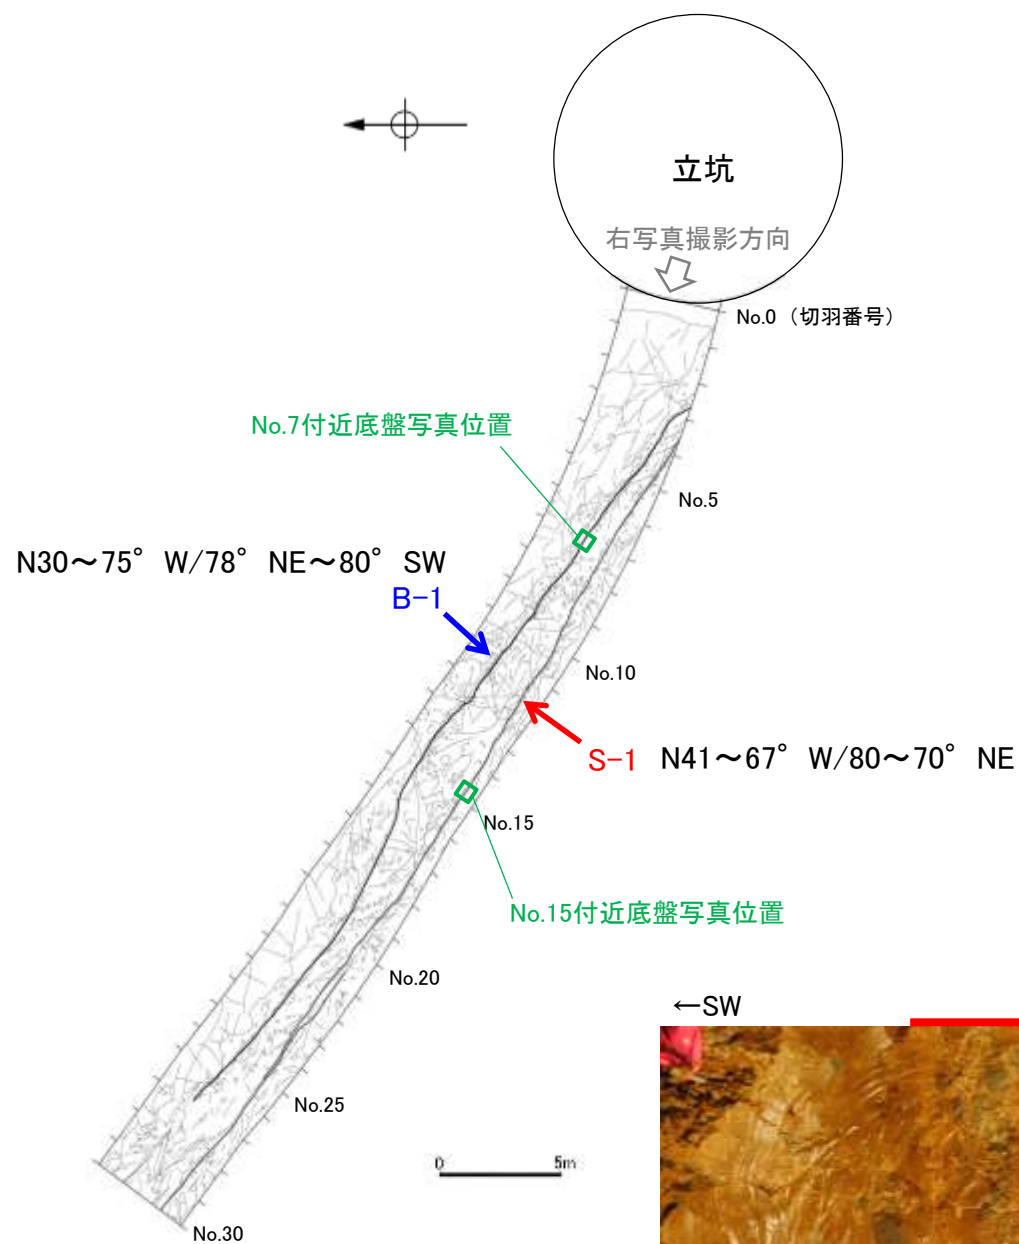 立坑
右写真撮影方向
No.0（切羽番号）
No.7付近底盤写真位置
No.5
N30～75° W/78° NE～80° SW
B-1
No.10
S-1 N41～67° W/80～70° NE
No.15
No.15付近底盤写真位置
No.20
←SW
No.25
0 5m
No.30